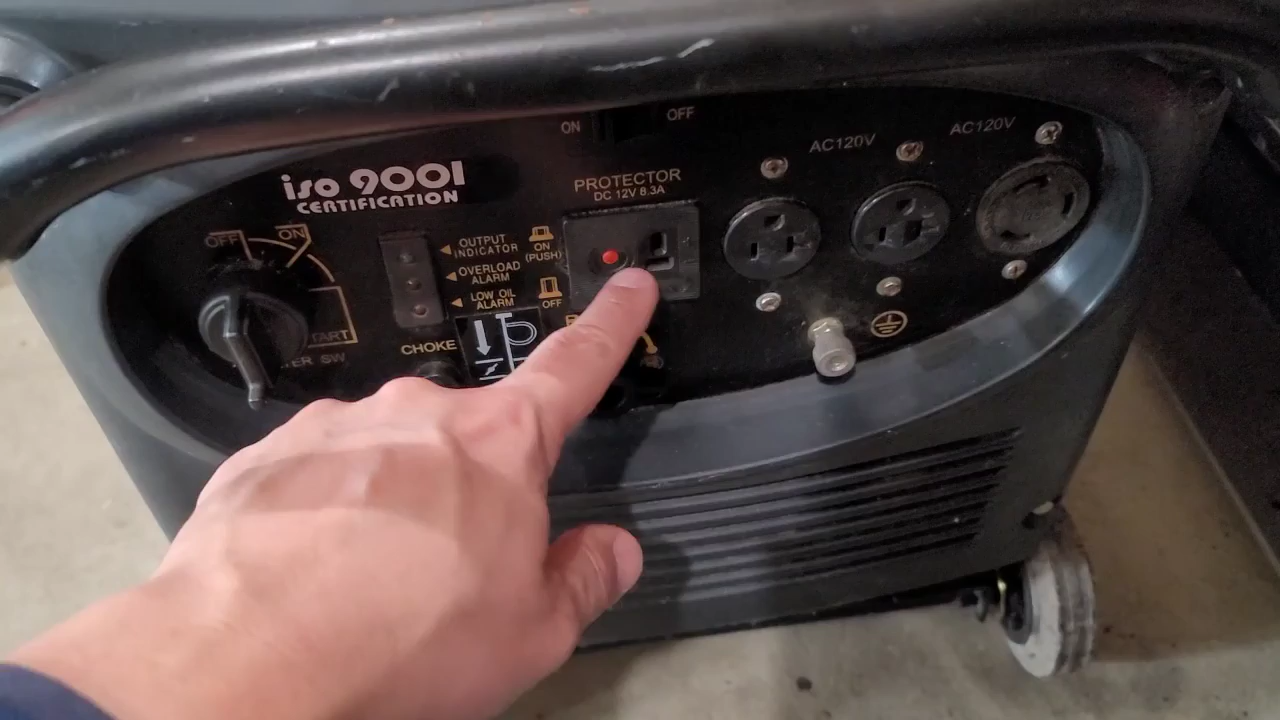 ON
OFF
AC120V
AC120V
iso 9001
CERTIFICATION
PROTECTOR
DC 12V 8.3A
OFF
ON
OUTPUT
INDICATOR
ON
(PUSH)
OVERLOAD
ALARM
LOW OIL
ALARM
OFF
START
SW
CHOKE